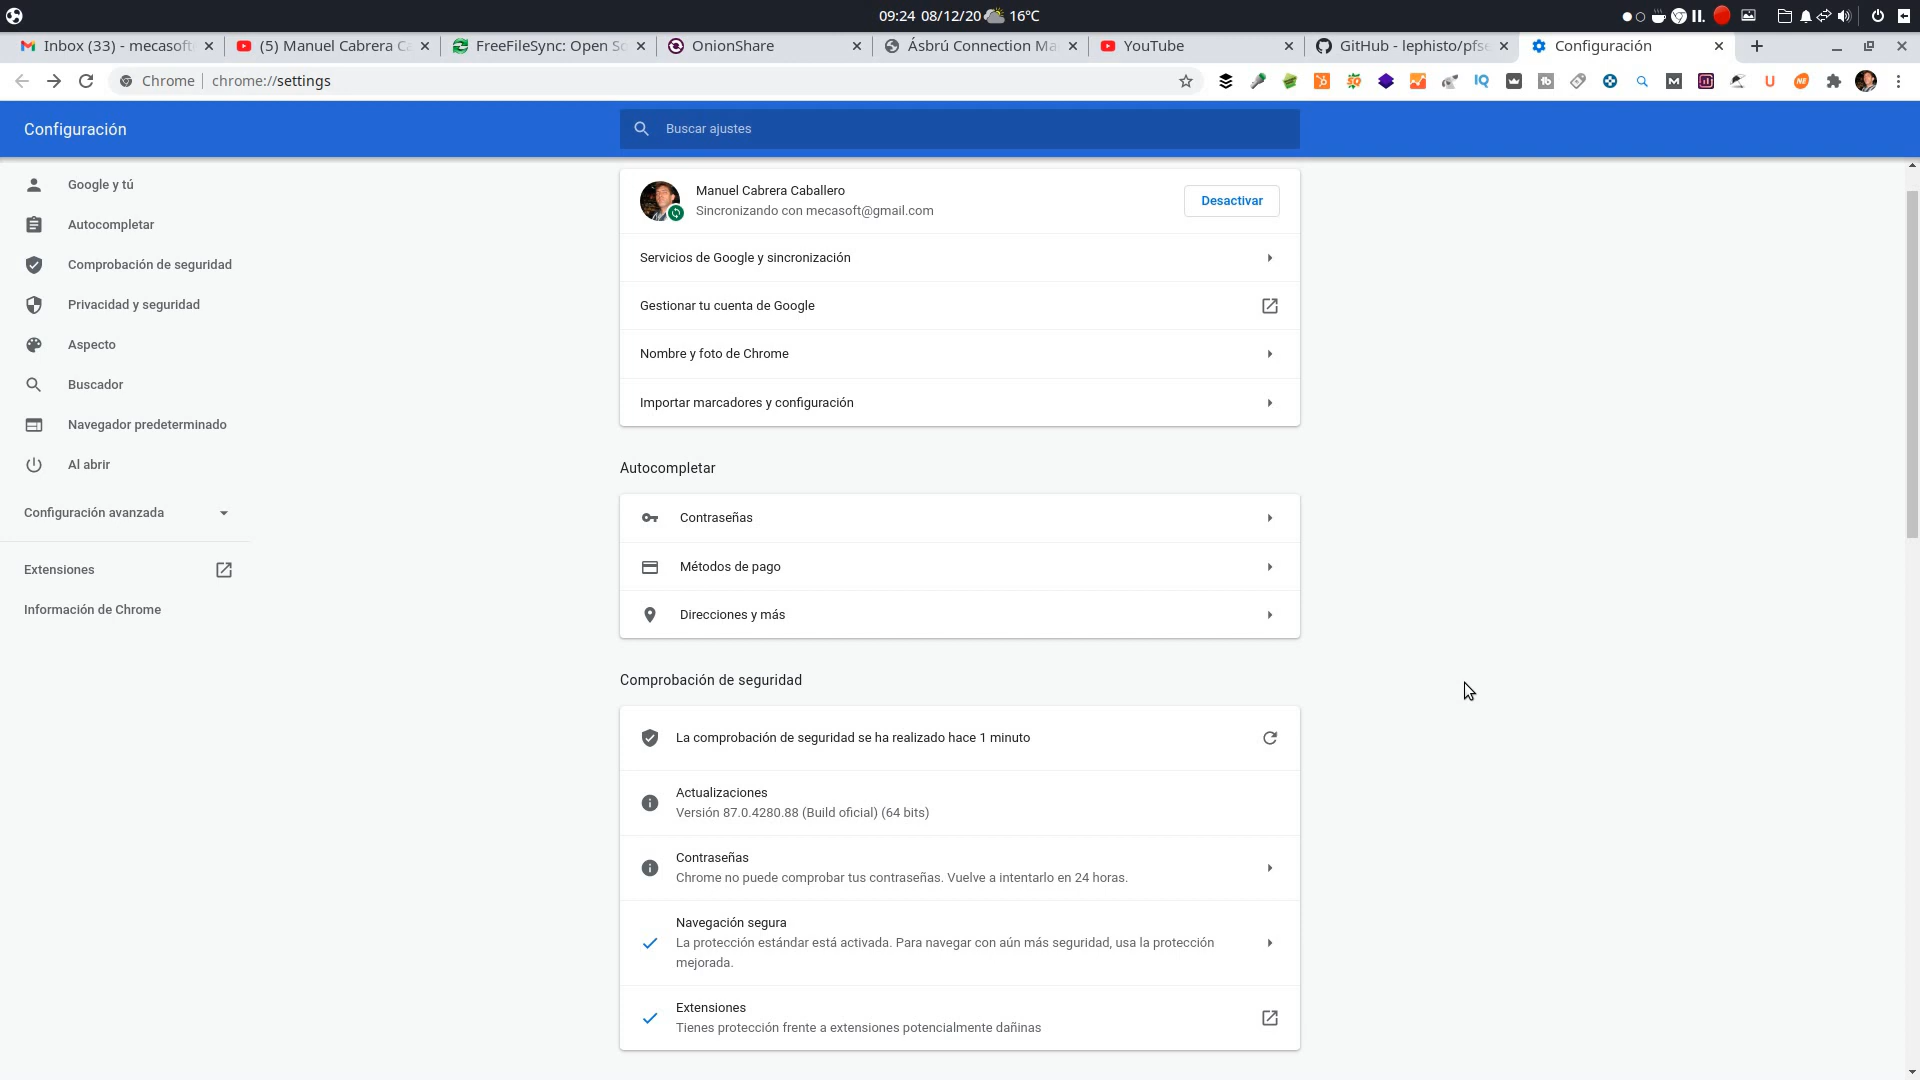 09:24 08/12/20 16°C
Inbox (33) - mecasoft
(5) Manuel Cabrera Ca
FreeFileSync: Open So
OnionShare
Ásbrú Connection Ma
YouTube
GitHub - lephisto/pfse
Configuración
Chrome
chrome://settings
Configuración
Buscar ajustes
Google y tú
Autocompletar
Comprobación de seguridad
Privacidad y seguridad
Aspecto
Buscador
Navegador predeterminado
Al abrir
Configuración avanzada
Extensiones
Información de Chrome
Manuel Cabrera Caballero
Sincronizando con mecasoft@gmail.com
Desactivar
Servicios de Google y sincronización
Gestionar tu cuenta de Google
Nombre y foto de Chrome
Importar marcadores y configuración
Autocompletar
Contraseñas
Métodos de pago
Direcciones y más
Comprobación de seguridad
La comprobación de seguridad se ha realizado hace 1 minuto
Actualizaciones
Versión 87.0.4280.88 (Build oficial) (64 bits)
Contraseñas
Chrome no puede comprobar tus contraseñas. Vuelve a intentarlo en 24 horas.
Navegación segura
La protección estándar está activada. Para navegar con aún más seguridad, usa la protección
mejorada.
Extensiones
Tienes protección frente a extensiones potencialmente dañinas